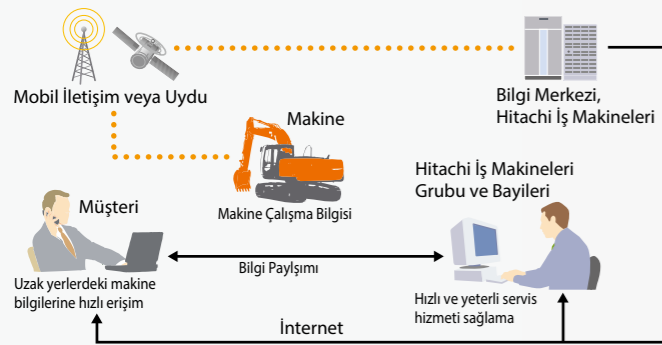 Mobil İletişim veya Uydu
Bilgi Merkezi,
Hitachi İş Makineleri
Makine
Makine Çalışma Bilgisi
Hitachi İş Makineleri
Grubu ve Bayileri
Müşteri
Bilgi Paylşımı
Uzak yerlerdeki makine
bilgilerine hızlı erişim
Hızlı ve yeterli servis
hizmeti sağlama
İnternet